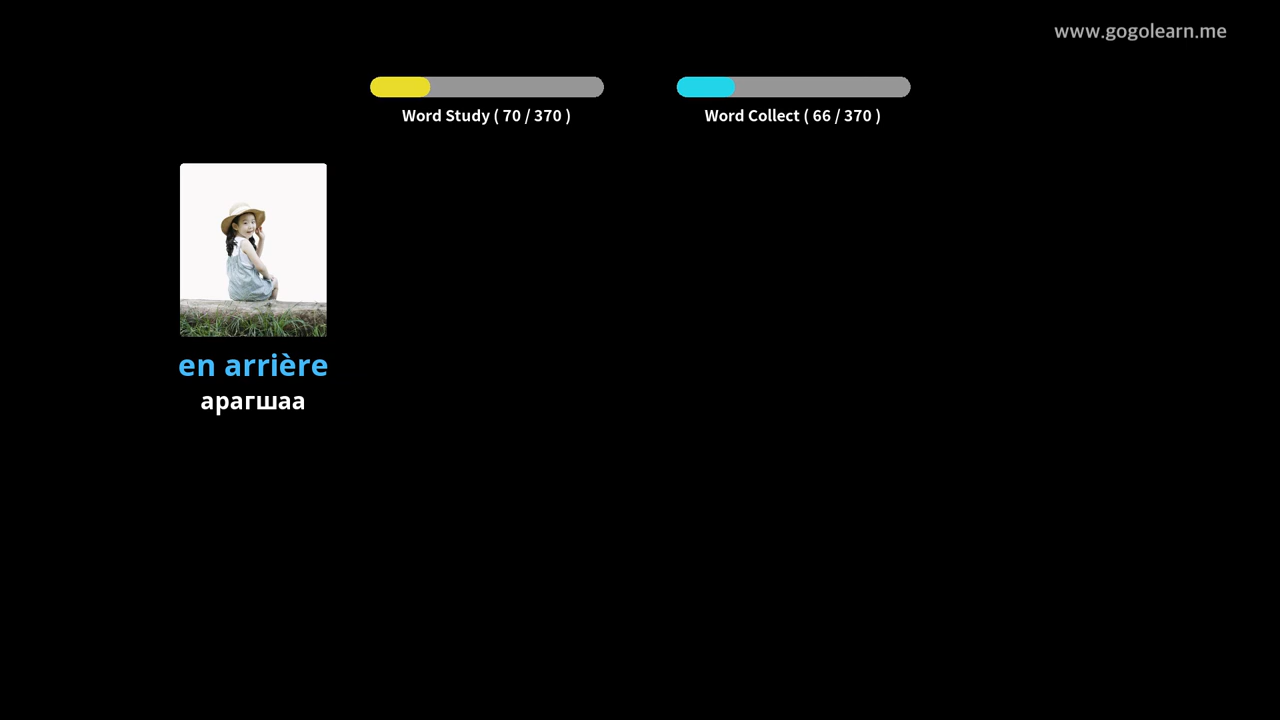 www.gogolearn.me
Word Study ( 70 / 370 )
Word Collect ( 66 / 370 )
en arrière
арагшаа